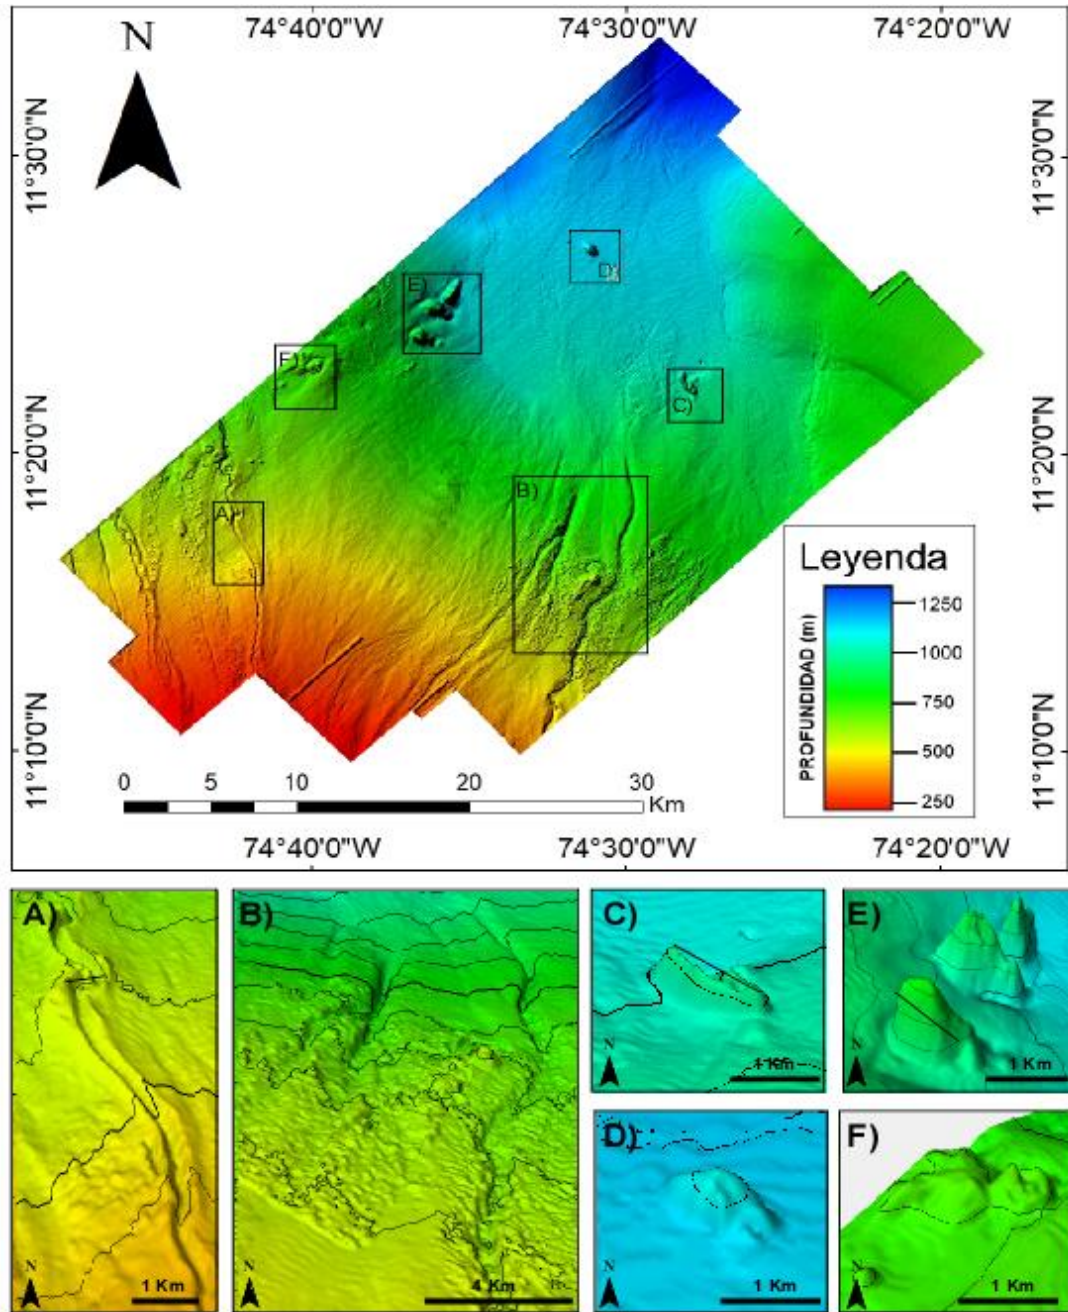 N
74°40'0"W 74°30'0"W 74°20'0"W
11°30'0"N 11°30'0"N
D)
E)
F)
C)
11°20'0"N 11°20'0"N
B)
A)
Leyenda
PROFUNDIDAD (m)
1250
1000
750
500
250
11°10'0"N 11°10'0"N
0 5 10 20 30
Km
74°40'0"W 74°30'0"W 74°20'0"W
A) B) C) E)
N 1 Km N 1 Km
D) F)
N 1 Km N 4 Km N 1 Km N 1 Km